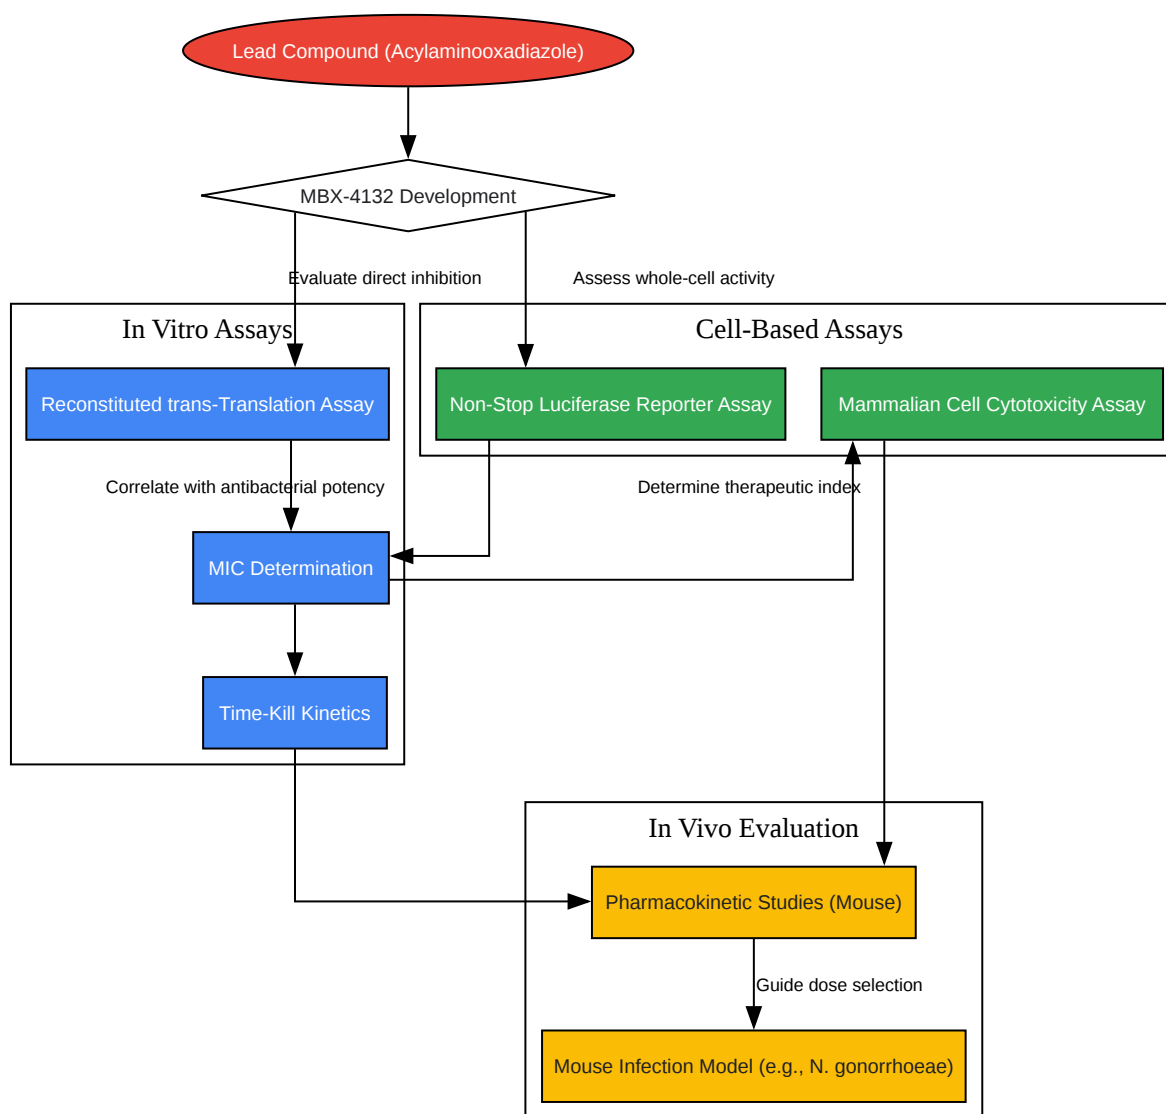 Lead Compound (Acylaminooxadiazole)
MBX-4132 Development
Evaluate direct inhibition
Assess whole-cell activity
In Vitro Assays
Cell-Based Assays
Reconstituted trans-Translation Assay
Non-Stop Luciferase Reporter Assay
Mammalian Cell Cytotoxicity Assay
Correlate with antibacterial potency
Determine therapeutic index
MIC Determination
Time-Kill Kinetics
In Vivo Evaluation
Pharmacokinetic Studies (Mouse)
Guide dose selection
Mouse Infection Model (e.g., N. gonorrhoeae)